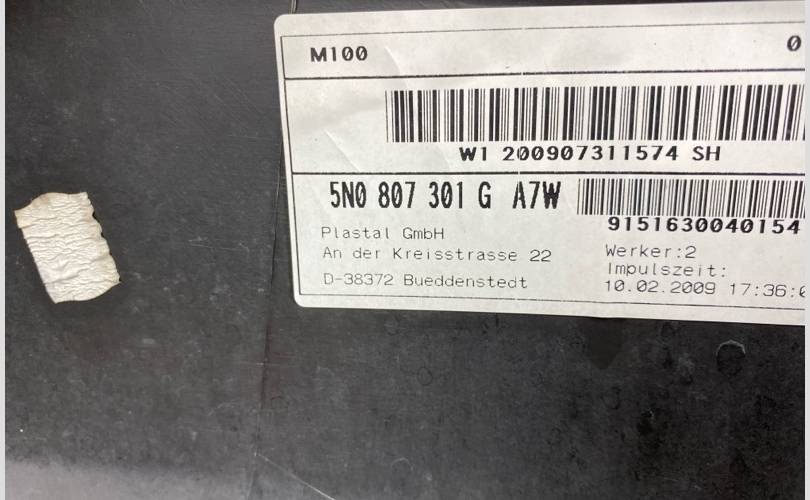 M100 0
W1 200907311574 SH
5N0 807 301 G A7W
9151630040154
Plastal GmbH
An der Kreisstrasse 22
D-38372 Bueddenstedt
Werker:2
Impulszeit:
10.02.2009 17:36: